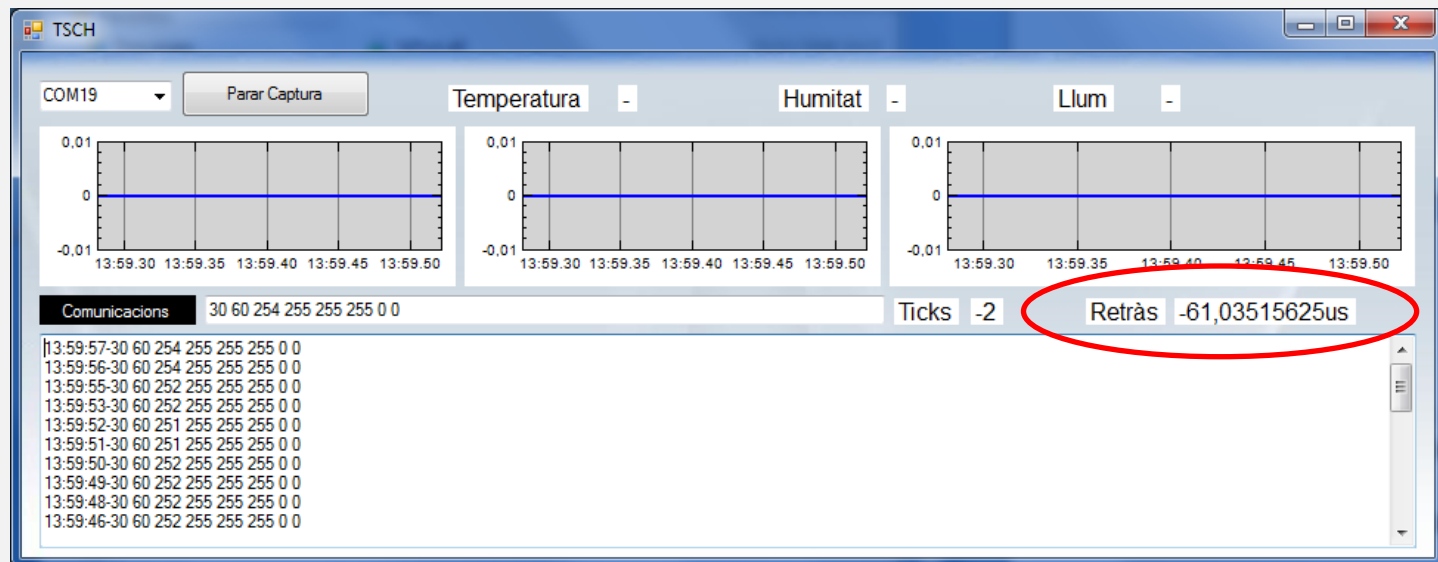 TSCH
COM19 Parar Captura Temperatura - Humitat - Llum -
0,01 0,01 0,01
0 0 0
-0,01 -0,01 -0,01
13:59.30 13:59.35 13:59.40 13:59.45 13:59.50 13:59.30 13:59.35 13:59.40 13:59.45 13:59.50 13:59.30 13:59.35 13:59.40 13:59.45 13:59.50
Comunicacions 30 60 254 255 255 255 0 0 Ticks -2 Retràs -61,03515625us
13:59:57-30 60 254 255 255 255 0 0
13:59:56-30 60 254 255 255 255 0 0
13:59:55-30 60 252 255 255 255 0 0
13:59:53-30 60 252 255 255 255 0 0
13:59:52-30 60 251 255 255 255 0 0
13:59:51-30 60 251 255 255 255 0 0
13:59:50-30 60 252 255 255 255 0 0
13:59:49-30 60 252 255 255 255 0 0
13:59:48-30 60 252 255 255 255 0 0
13:59:46-30 60 252 255 255 255 0 0